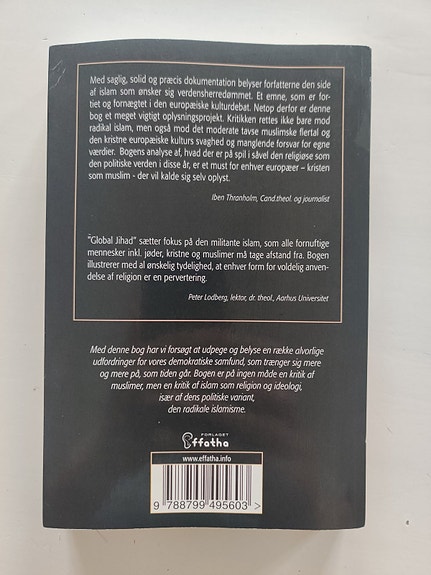 Med saglig, solid og præcis dokumentation belyser forfatterne den side
af islam som ønsker sig verdensherredømmet. Et emne, som er for-
tiet og fornægtet i den europæiske kulturdebat. Netop derfor er denne
bog et meget vigtigt oplysningsprojekt. Kritikken rettes ikke bare mod
radikal islam, men også mod det moderate tavse muslimske flertal og
den kristne europæiske kulturs svaghed og manglende forsvar for egne
værdier. Bogens analyse af, hvad der er på spil i såvel den religiøse som
den politiske verden i disse år, er et must for enhver europæer – kristen
som muslim - der vil kalde sig selv oplyst.
Iben Thranholm, Cand.theol. og journalist
"Global Jihad" sætter fokus på den militante islam, som alle fornuftige
mennesker inkl. jøder, kristne og muslimer må tage afstand fra. Bogen
illustrerer med al ønskelig tydelighed, at enhver form for voldelig anven-
delse af religion er en pervertering.
Peter Lodberg, lektor, dr. theol., Aarhus Universitet
Med denne bog har vi forsøgt at udpege og belyse en række alvorlige
udfordringer for vores demokratiske samfund, som trænger sig mere
og mere på, som tiden går. Bogen er på ingen måde en kritik af
muslimer, men en kritik af islam som religion og ideologi,
især af dens politiske variant,
den radikale islamisme.
FORLAGET
Effatha
www.effatha.info
9 788799 495603 >